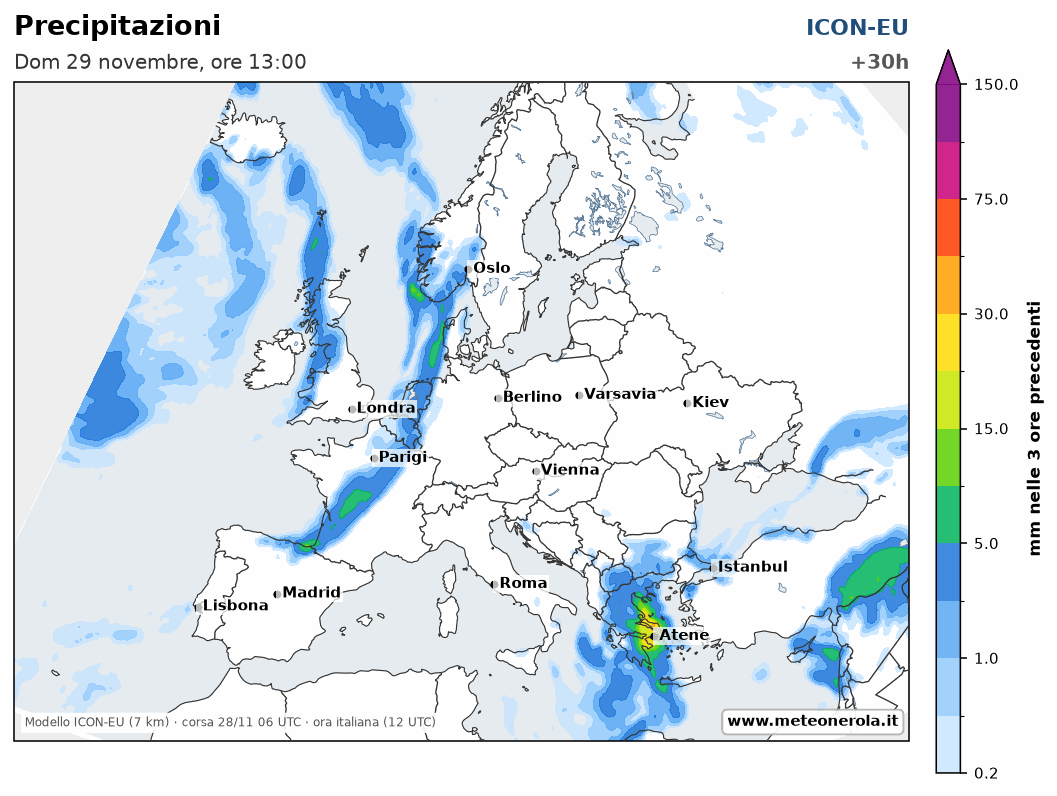 Precipitazioni
ICON-EU
Dom 29 novembre, ore 13:00
+30h
150.0
75.0
30.0
15.0
5.0
1.0
0.2
mm nelle 3 ore precedenti
Oslo
Londra
Berlino
Varsavia
Kiev
Parigi
Vienna
Istanbul
Roma
Madrid
Lisbona
Atene
Modello ICON-EU (7 km) · corsa 28/11 06 UTC · ora italiana (12 UTC)
www.meteonerola.it